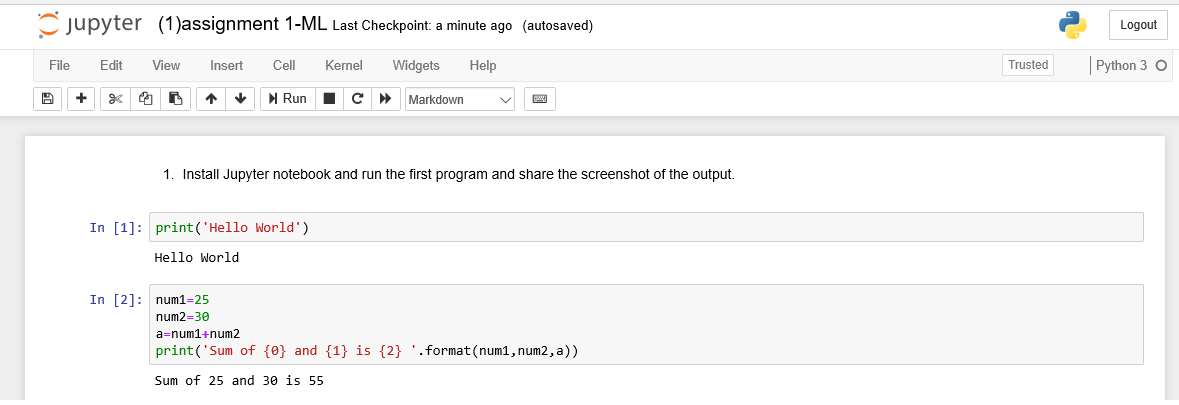 jupyter (1)assignment 1-ML Last Checkpoint: a minute ago (autosaved) Logout
File Edit View Insert Cell Kernel Widgets Help Trusted Python 3
Run Markdown
1. Install Jupyter notebook and run the first program and share the screenshot of the output.
In [1]: print('Hello World')
Hello World
In [2]: num1=25
num2=30
a=num1+num2
print('Sum of {0} and {1} is {2} '.format(num1,num2,a))
Sum of 25 and 30 is 55